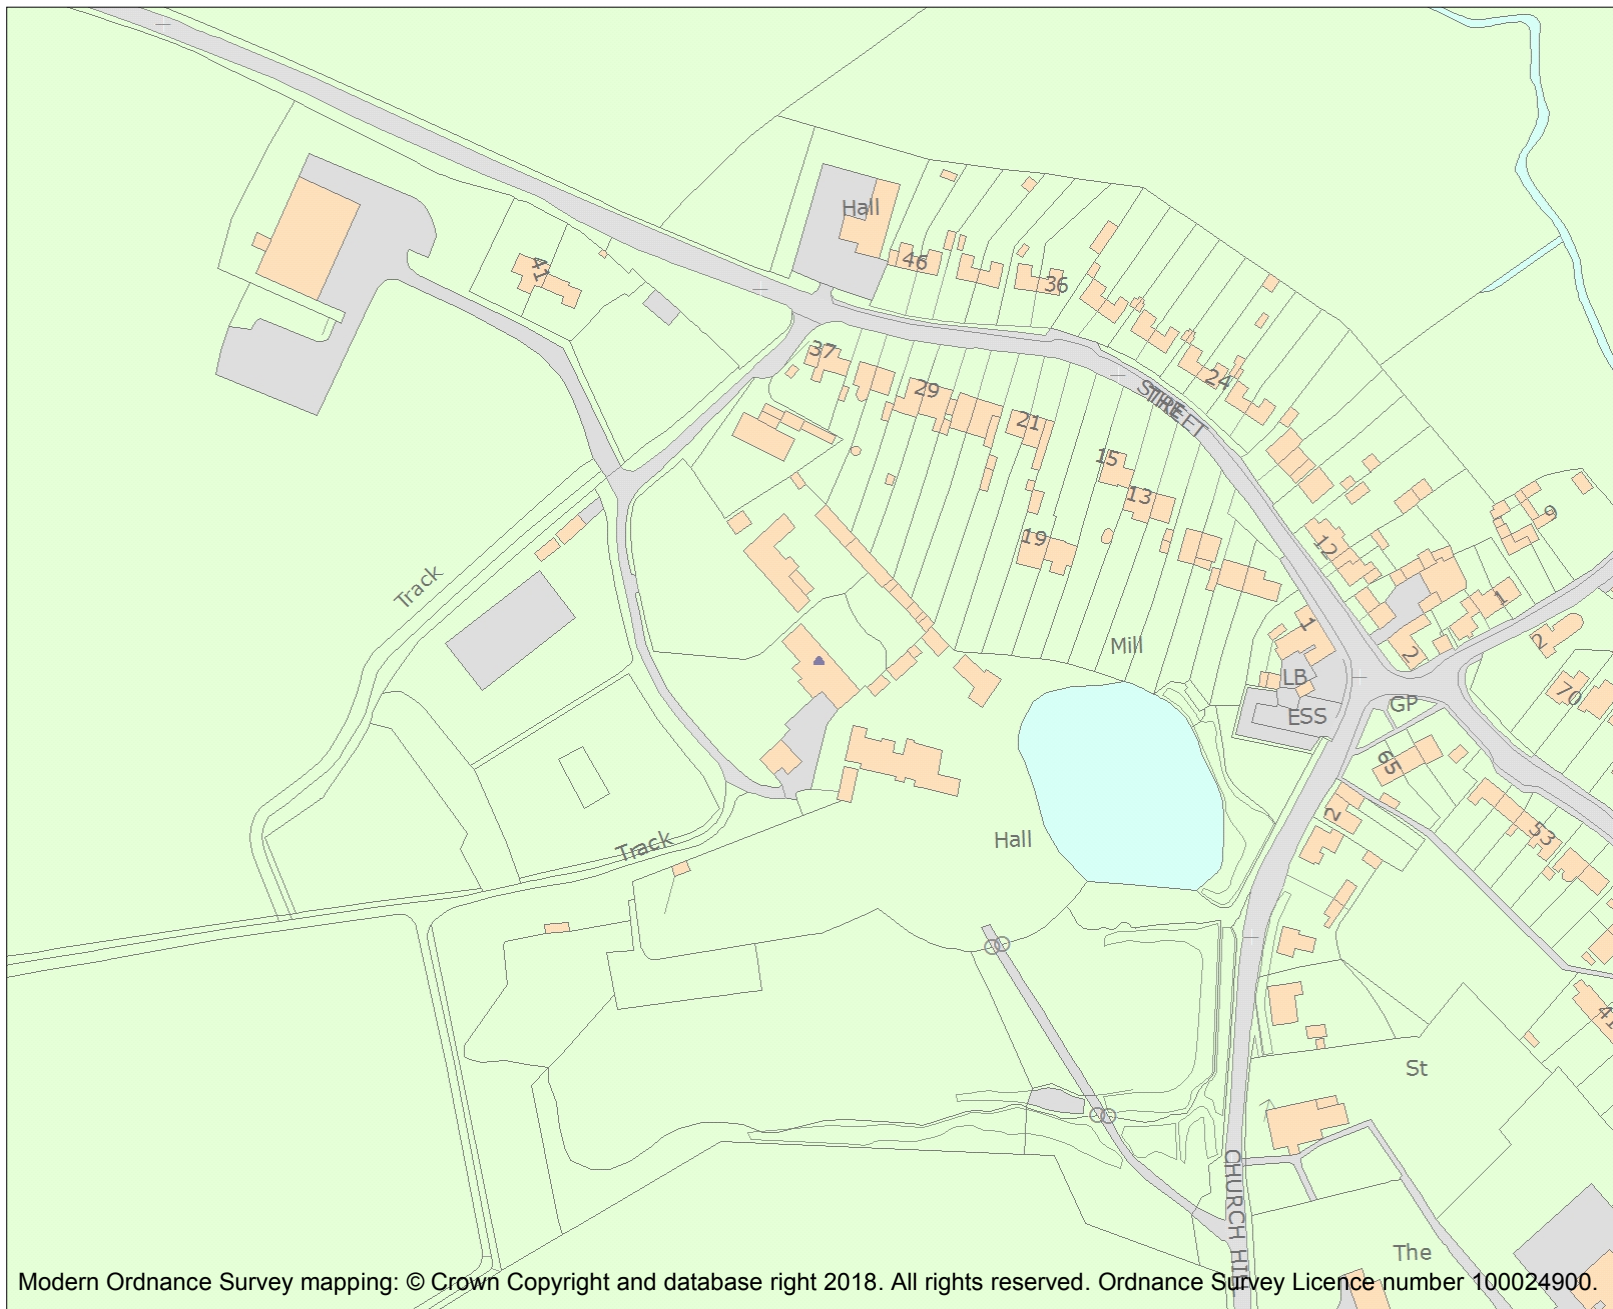 Hall
46
36
41
37
24
29
STREET
THE
21
15
13
9
12
19
Track
1
1
2
2
Mill
LB
70
GP
ESS
65
2
53
Hall
Track
41
St
CHURCH HILL
The
Modern Ordnance Survey mapping: © Crown Copyright and database right 2018. All rights reserved. Ordnance Survey Licence number 100024900.